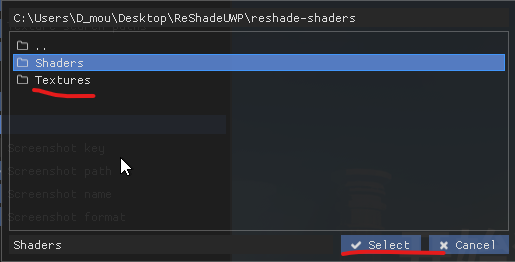 C:\Users\D_mou\Desktop\ReShadeUWP\reshade-shaders
..
Shaders
Textures
Screenshot key
Screenshot path
Screenshot name
Screenshot format
Shaders
Select
Cancel